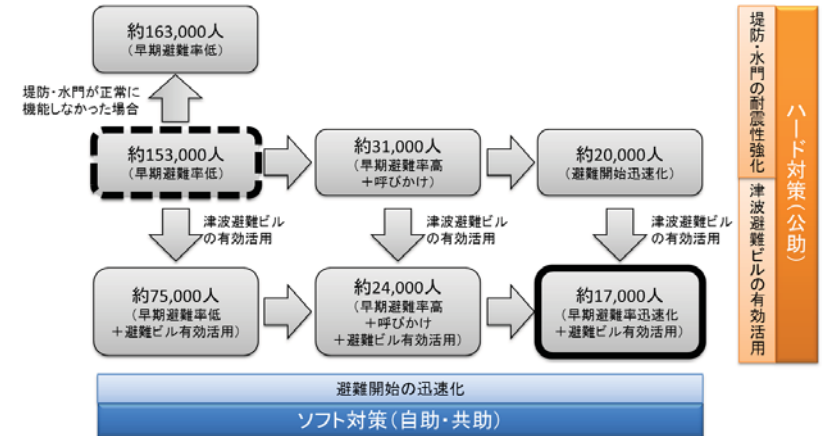 約163,000人
(早期避難率低)
堤防・水門が正常に
機能しなかった場合
約153,000人
(早期避難率低)
約31,000人
(早期避難率高
+呼びかけ)
約20,000人
(避難開始迅速化)
津波避難ビル
の有効活用
津波避難ビル
の有効活用
津波避難ビル
の有効活用
約75,000人
(早期避難率低
+避難ビル有効活用)
約24,000人
(早期避難率高
+呼びかけ
+避難ビル有効活用)
約17,000人
(早期避難率迅速化
+避難ビル有効活用)
避難開始の迅速化
ソフト対策(自助・共助)
堤防・水門の耐震性強化
津波避難ビルの有効活用
ハード対策(公助)